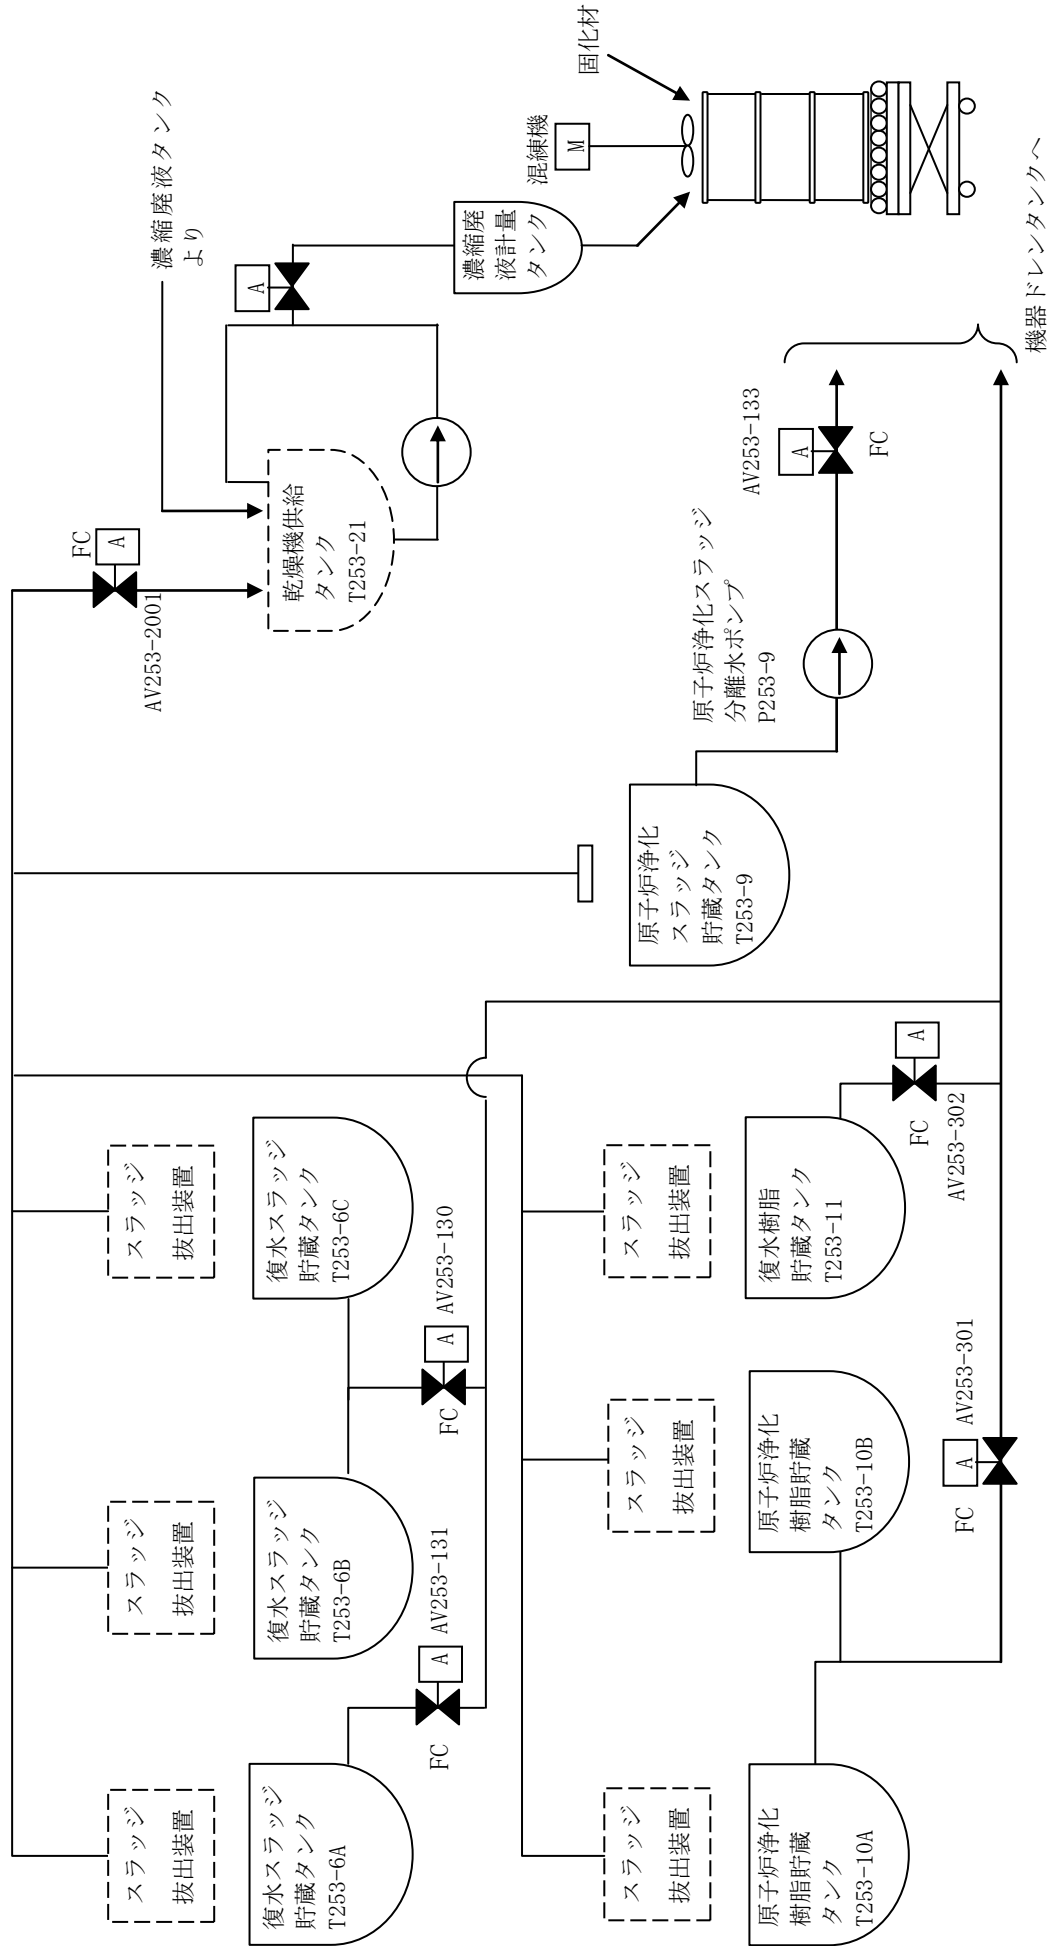 スラッジ
抜出装置
復水スラッジ
貯蔵タンク
T253-6A
FC
A
AV253-131
スラッジ
抜出装置
復水スラッジ
貯蔵タンク
T253-6B
FC
A
AV253-130
スラッジ
抜出装置
復水スラッジ
貯蔵タンク
T253-6C
AV253-2001
FC
A
濃縮廃液タンク
より
乾燥機供給
タンク
T253-21
A
濃縮廃
液計量
タンク
混練機
M
固化材
スラッジ
抜出装置
原子炉浄化
樹脂貯蔵
タンク
T253-10A
スラッジ
抜出装置
原子炉浄化
樹脂貯蔵
タンク
T253-10B
FC
A
AV253-301
スラッジ
抜出装置
復水樹脂
貯蔵タンク
T253-11
FC
A
AV253-302
原子炉浄化
スラッジ
貯蔵タンク
T253-9
原子炉浄化スラッジ
分離水ポンプ
P253-9
AV253-133
A
FC
機器ドレンタンクへ